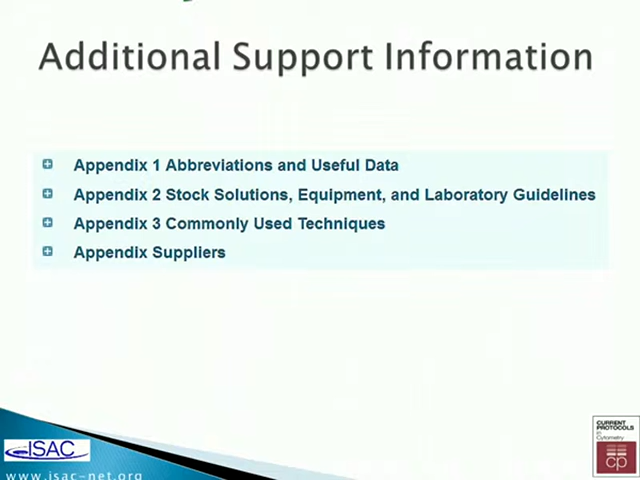 Additional Support Information
Appendix 1 Abbreviations and Useful Data
Appendix 2 Stock Solutions, Equipment, and Laboratory Guidelines
Appendix 3 Commonly Used Techniques
Appendix Suppliers
ISAC
www.isac-net.org
CURRENT
PROTOCOLS
in Cytometry
cp